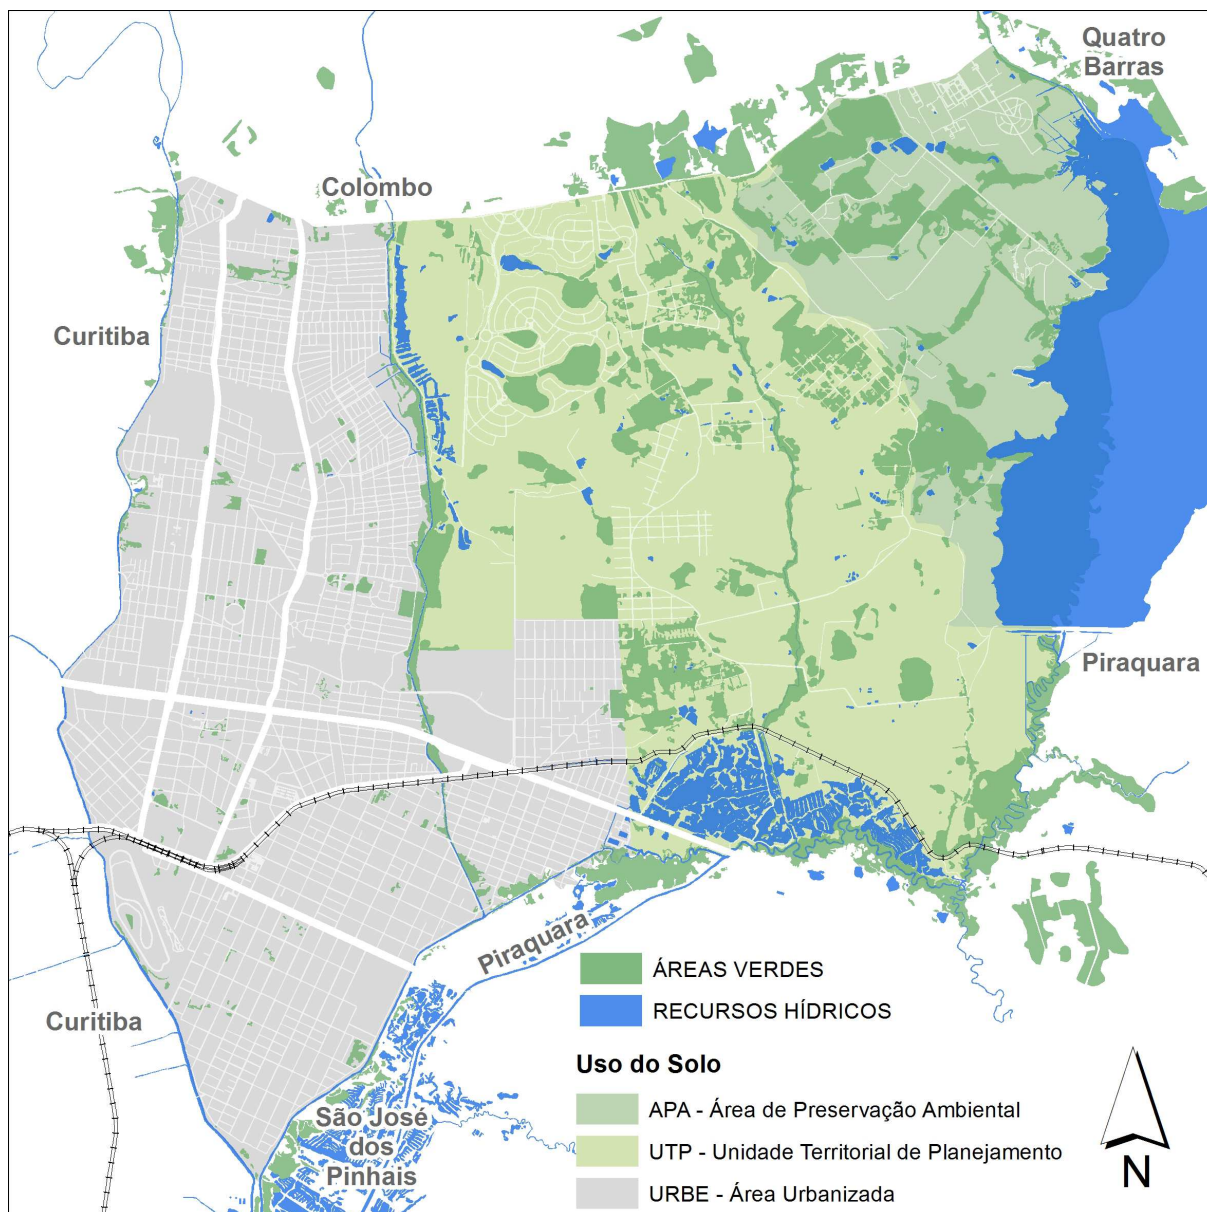 Quatro
Barras
Colombo
Curitiba
Piraquara
Piraquara
ÁREAS VERDES
RECURSOS HÍDRICOS
Curitiba
Uso do Solo
APA - Área de Preservação Ambiental
São José
dos
Pinhais
UTP - Unidade Territorial de Planejamento
URBE - Área Urbanizada
N